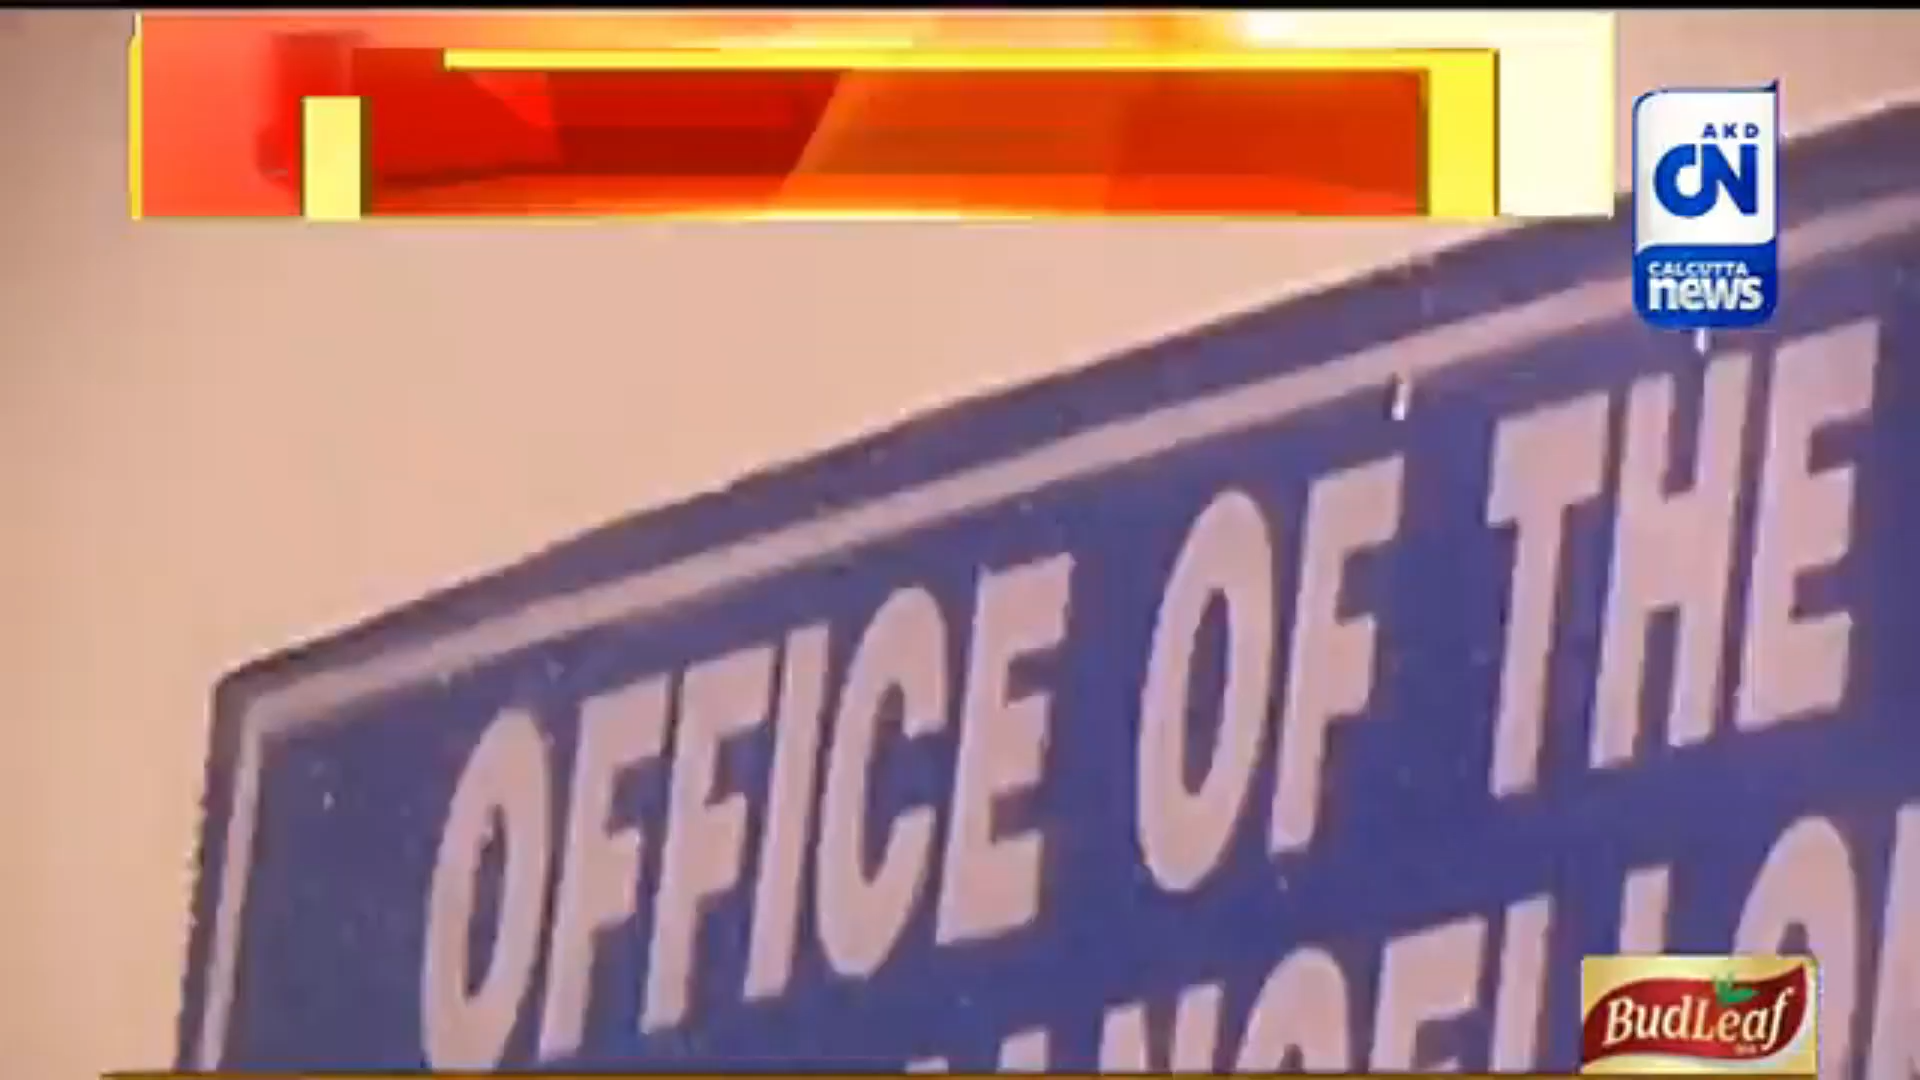 AKD
CN
CALCUTTA
news
OFFICE OF THE
BudLeaf